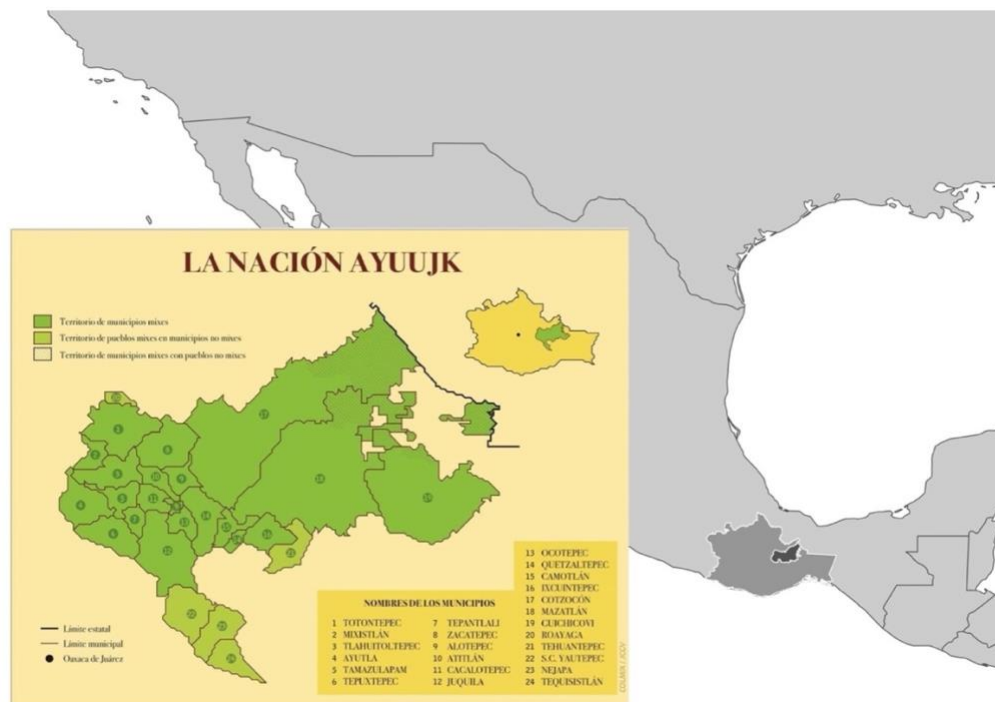 LA NACIÓN AYUUJK
Territorio de municipios mixes
Territorio de pueblos mixes en municipios no mixes
Territorio de municipios mixes con pueblos no mixes
Límite estatal
Límite municipal
Oaxaca de Juárez
NOMBRES DE LOS MUNICIPIOS
1 TOTONTEPEC
2 MIXISTLÁN
3 TLAHUITOLTEPEC
4 AYUTLA
5 TAMAZULAPAM
6 TEPUXTEPEC
7 TEPANTLALI
8 ZACATEPEC
9 ALOTEPEC
10 ATITLÁN
11 CACALOTEPEC
12 JUQUILA
13 OCOTEPEC
14 QUETZALTEPEC
15 CAMOTLÁN
16 IXCUINTEPEC
17 COTZOCÓN
18 MAZATLÁN
19 GUICHICOVI
20 ROAYAGA
21 TEHUANTEPEC
22 S.C. YAUTEPEC
23 NEJAPA
24 TEQUISISTLÁN